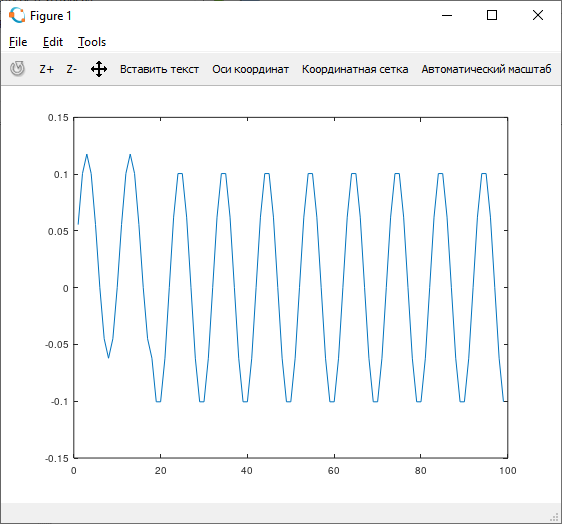 Figure 1
File Edit Tools
Z+ Z- Вставить текст Оси координат Координатная сетка Автоматический масштаб
0.15
0.1
0.05
0
-0.05
-0.1
-0.15
0 20 40 60 80 100